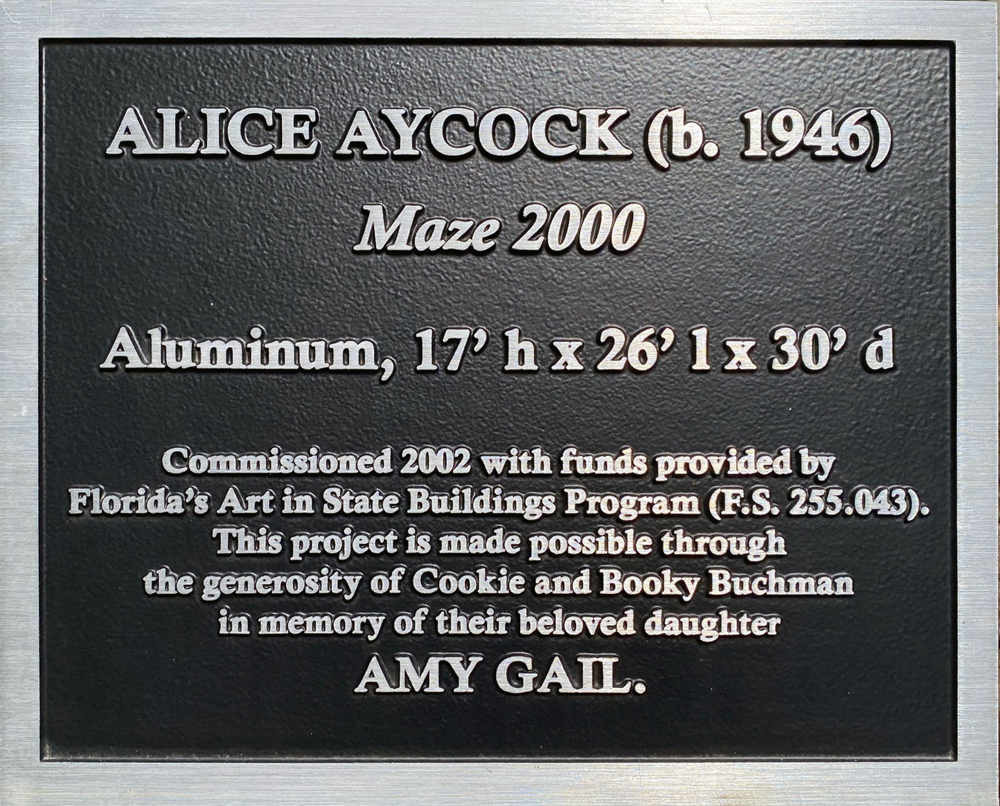 ALICE AYCOCK (b. 1946)
Maze 2000
Aluminum, 17’ h x 26’ l x 30’ d
Commissioned 2002 with funds provided by
Florida’s Art in State Buildings Program (F.S. 255.043).
This project is made possible through
the generosity of Cookie and Booky Buchman
in memory of their beloved daughter
AMY GAIL.